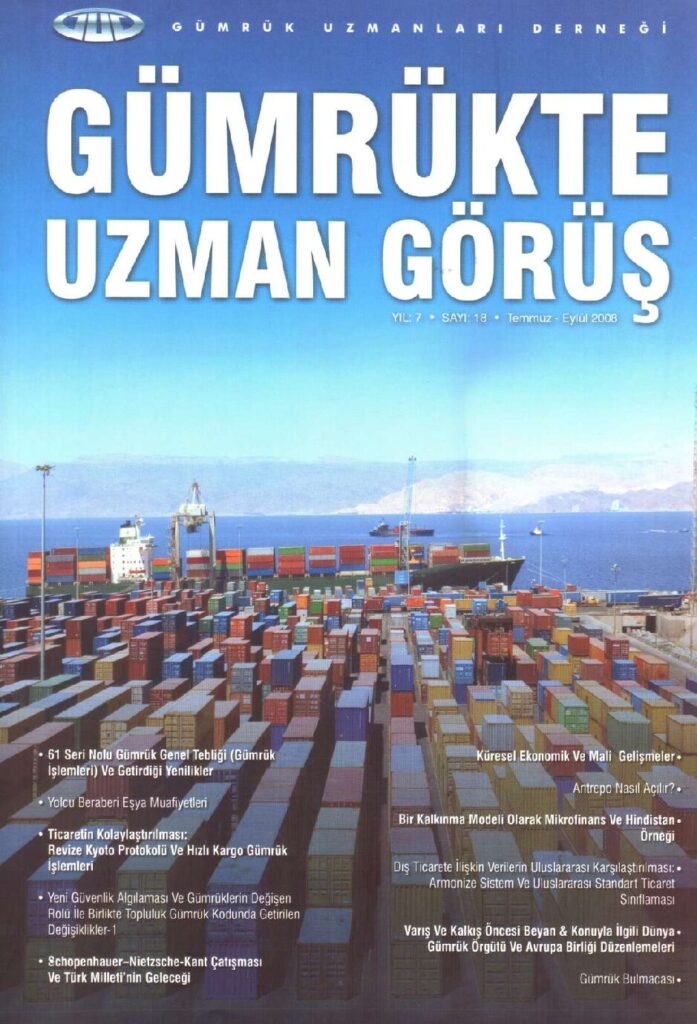 GUD
GÜMRÜK UZMANLARI DERNEĞİ
GÜMRÜKTE
UZMAN GÖRÜŞ
YIL: 7 • SAYI: 18 • Temmuz - Eylül 2008
• 61 Seri Nolu Gümrük Genel Tebliği (Gümrük
İşlemleri) Ve Getirdiği Yenilikler
• Yolcu Beraberi Eşya Muafiyetleri
• Ticaretin Kolaylaştırılması:
Revize Kyoto Protokolü Ve Hızlı Kargo Gümrük
İşlemleri
• Yeni Güvenlik Algılaması Ve Gümrüklerin Değişen
Rolü İle Birlikte Topluluk Gümrük Kodunda Getirilen
Değişiklikler-1
• Schopenhauer–Nietzsche-Kant Çatışması
Ve Türk Milleti'nin Geleceği
Küresel Ekonomik Ve Mali Gelişmeler •
Antrepo Nasıl Açılır? •
Bir Kalkınma Modeli Olarak Mikrofinans Ve Hindistan •
Örneği
Dış Ticarete İlişkin Verilerin Uluslararası Karşılaştırılması: •
Armonize Sistem Ve Uluslararası Standart Ticaret
Sınıflaması
Varış Ve Kalkış Öncesi Beyan & Konuyla İlgili Dünya •
Gümrük Örgütü Ve Avrupa Birliği Düzenlemeleri
Gümrük Bulmacası •